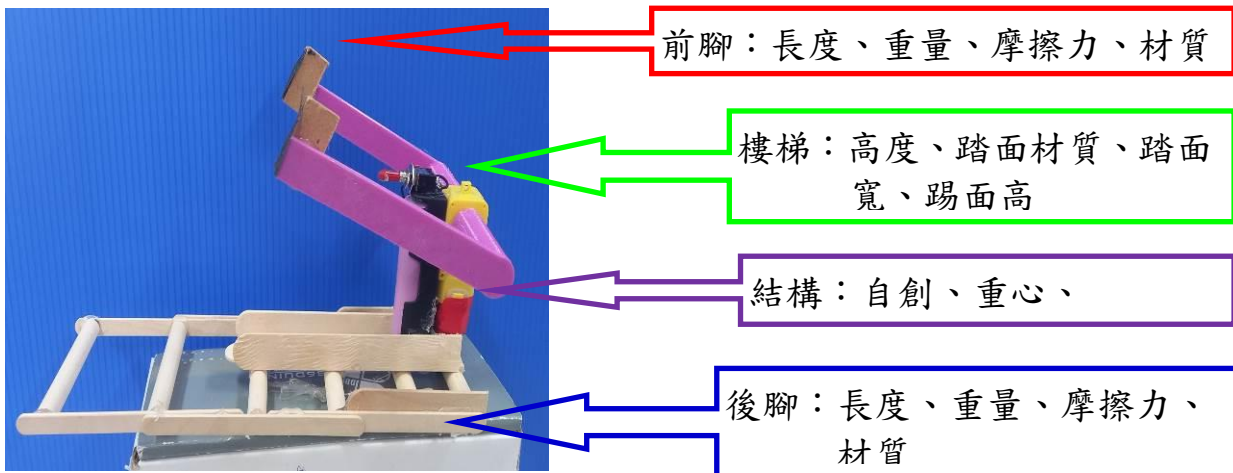 前腳：長度、重量、摩擦力、材質
樓梯：高度、踏面材質、踏面
寬、踢面高
結構：自創、重心、
後腳：長度、重量、摩擦力、
材質